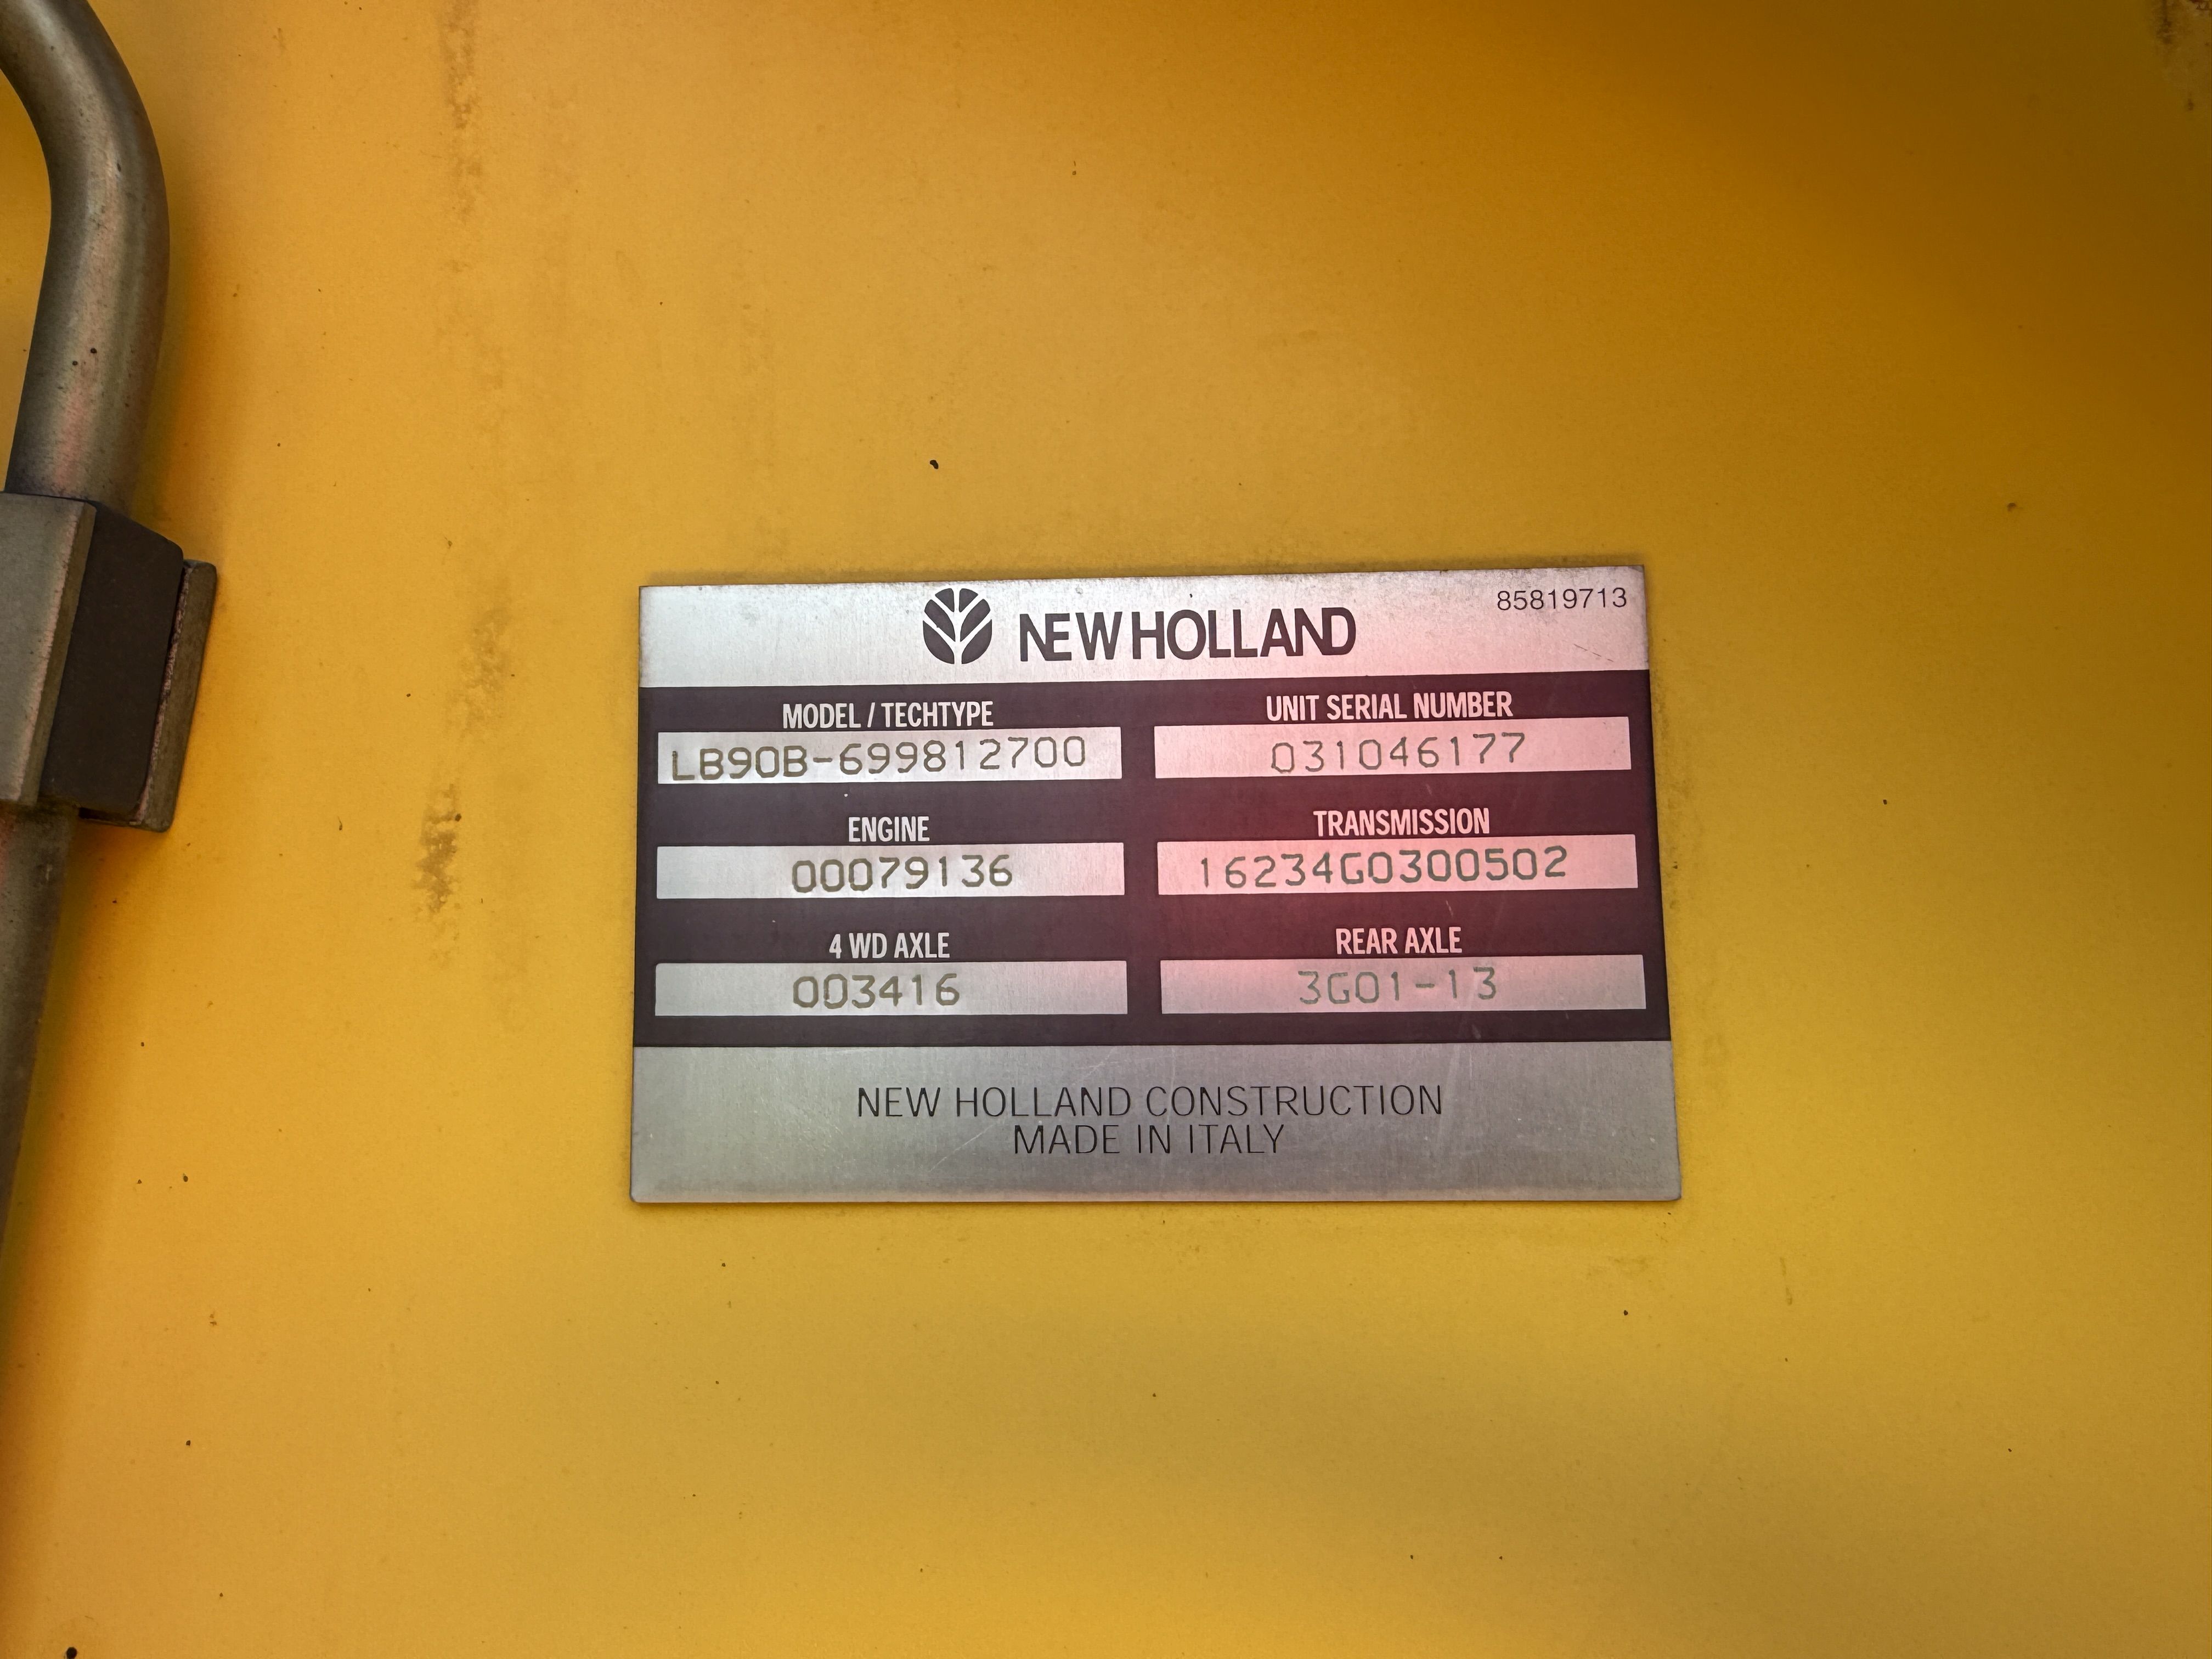 85819713
NEW HOLLAND
MODEL / TECHTYPE
LB90B-699812700
UNIT SERIAL NUMBER
031046177
ENGINE
00079136
TRANSMISSION
16234G0300502
4 WD AXLE
003416
REAR AXLE
3G01-13
NEW HOLLAND CONSTRUCTION
MADE IN ITALY